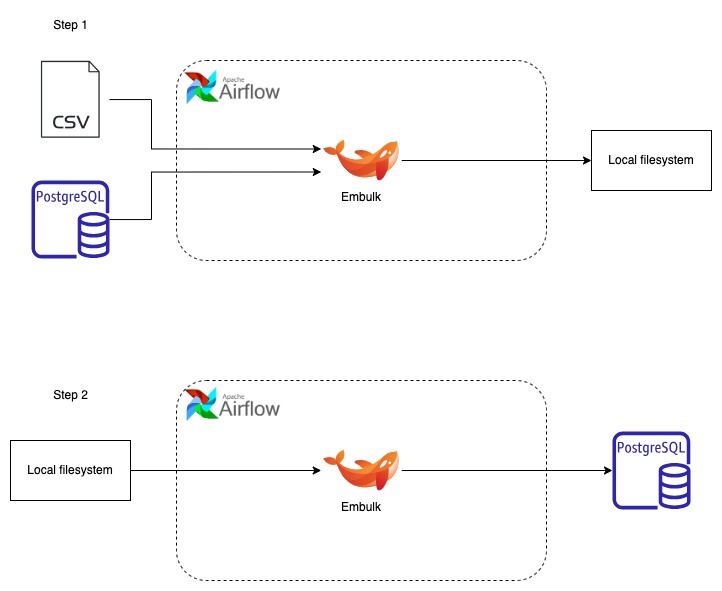 Step 1
CSV
Apache
Airflow
PostgreSQL
Embulk
Local filesystem
Step 2
Apache
Airflow
Local filesystem
Embulk
PostgreSQL